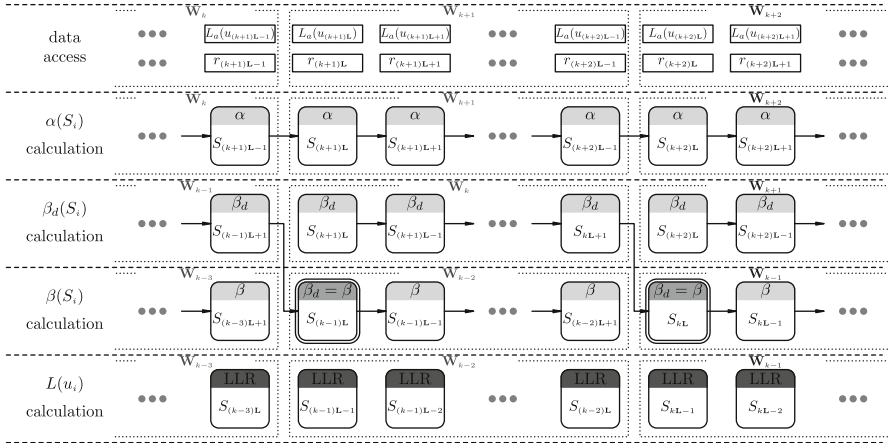 W_k W_{k+1} W_{k+2}
data access
L_a(u_{(k+1)L-1}) L_a(u_{(k+1)L}) L_a(u_{(k+1)L+1}) L_a(u_{(k+2)L-1}) L_a(u_{(k+2)L}) L_a(u_{(k+2)L+1})
r_{(k+1)L-1} r_{(k+1)L} r_{(k+1)L+1} r_{(k+2)L-1} r_{(k+2)L} r_{(k+2)L+1}
W_k W_{k+1} W_{k+2}
α(S_i)
calculation
α α α α α α
S_{(k+1)L-1} S_{(k+1)L} S_{(k+1)L+1} S_{(k+2)L-1} S_{(k+2)L} S_{(k+2)L+1}
W_{k-1} W_k W_{k+1}
β_d(S_i)
calculation
β_d β_d β_d β_d β_d β_d
S_{(k-1)L+1} S_{(k+1)L} S_{(k+1)L-1} S_{kL+1} S_{(k+2)L} S_{(k+2)L-1}
W_{k-3} W_{k-2} W_{k-1}
β(S_i)
calculation
β β_d = β β β β_d = β β
S_{(k-3)L+1} S_{(k-1)L} S_{(k-1)L-1} S_{(k-2)L+1} S_{kL} S_{kL-1}
W_{k-3} W_{k-2} W_{k-1}
L(u_i)
calculation
LLR LLR LLR LLR LLR LLR
S_{(k-3)L} S_{(k-1)L-1} S_{(k-1)L-2} S_{(k-2)L} S_{kL-1} S_{kL-2}